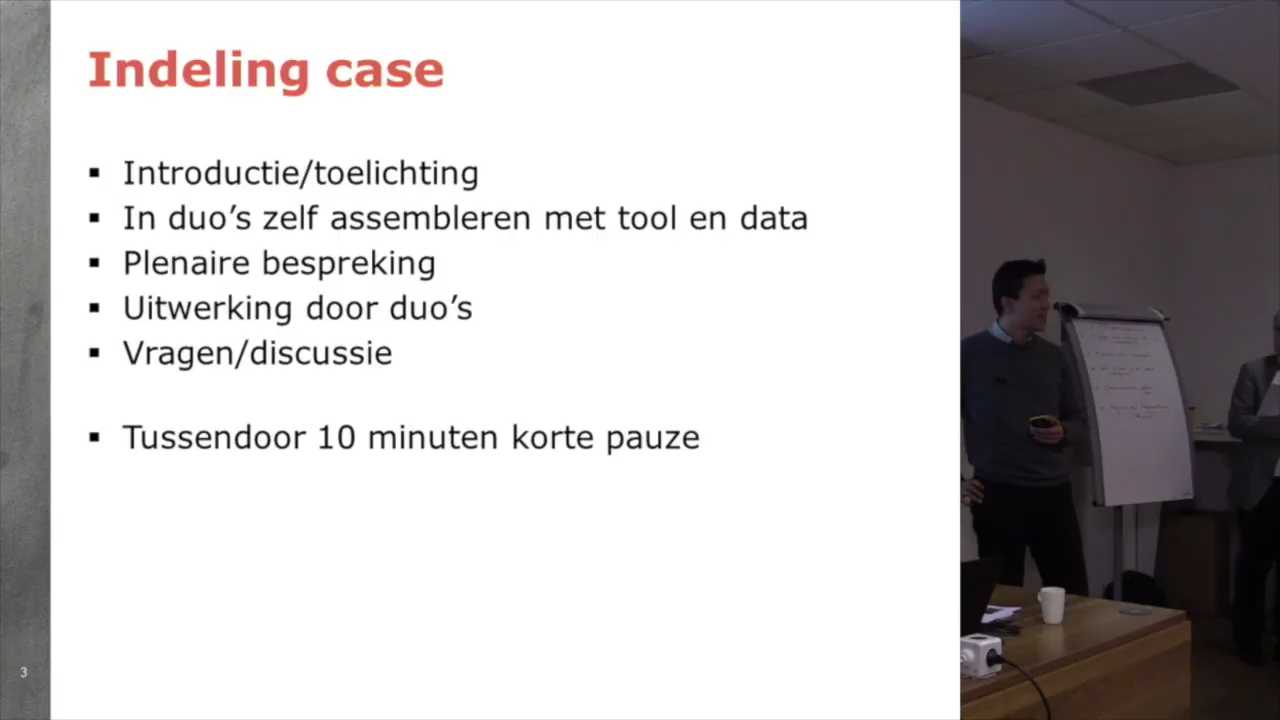 Indeling case
▪ Introductie/toelichting
▪ In duo’s zelf assembleren met tool en data
▪ Plenaire bespreking
▪ Uitwerking door duo’s
▪ Vragen/discussie
▪ Tussendoor 10 minuten korte pauze
3